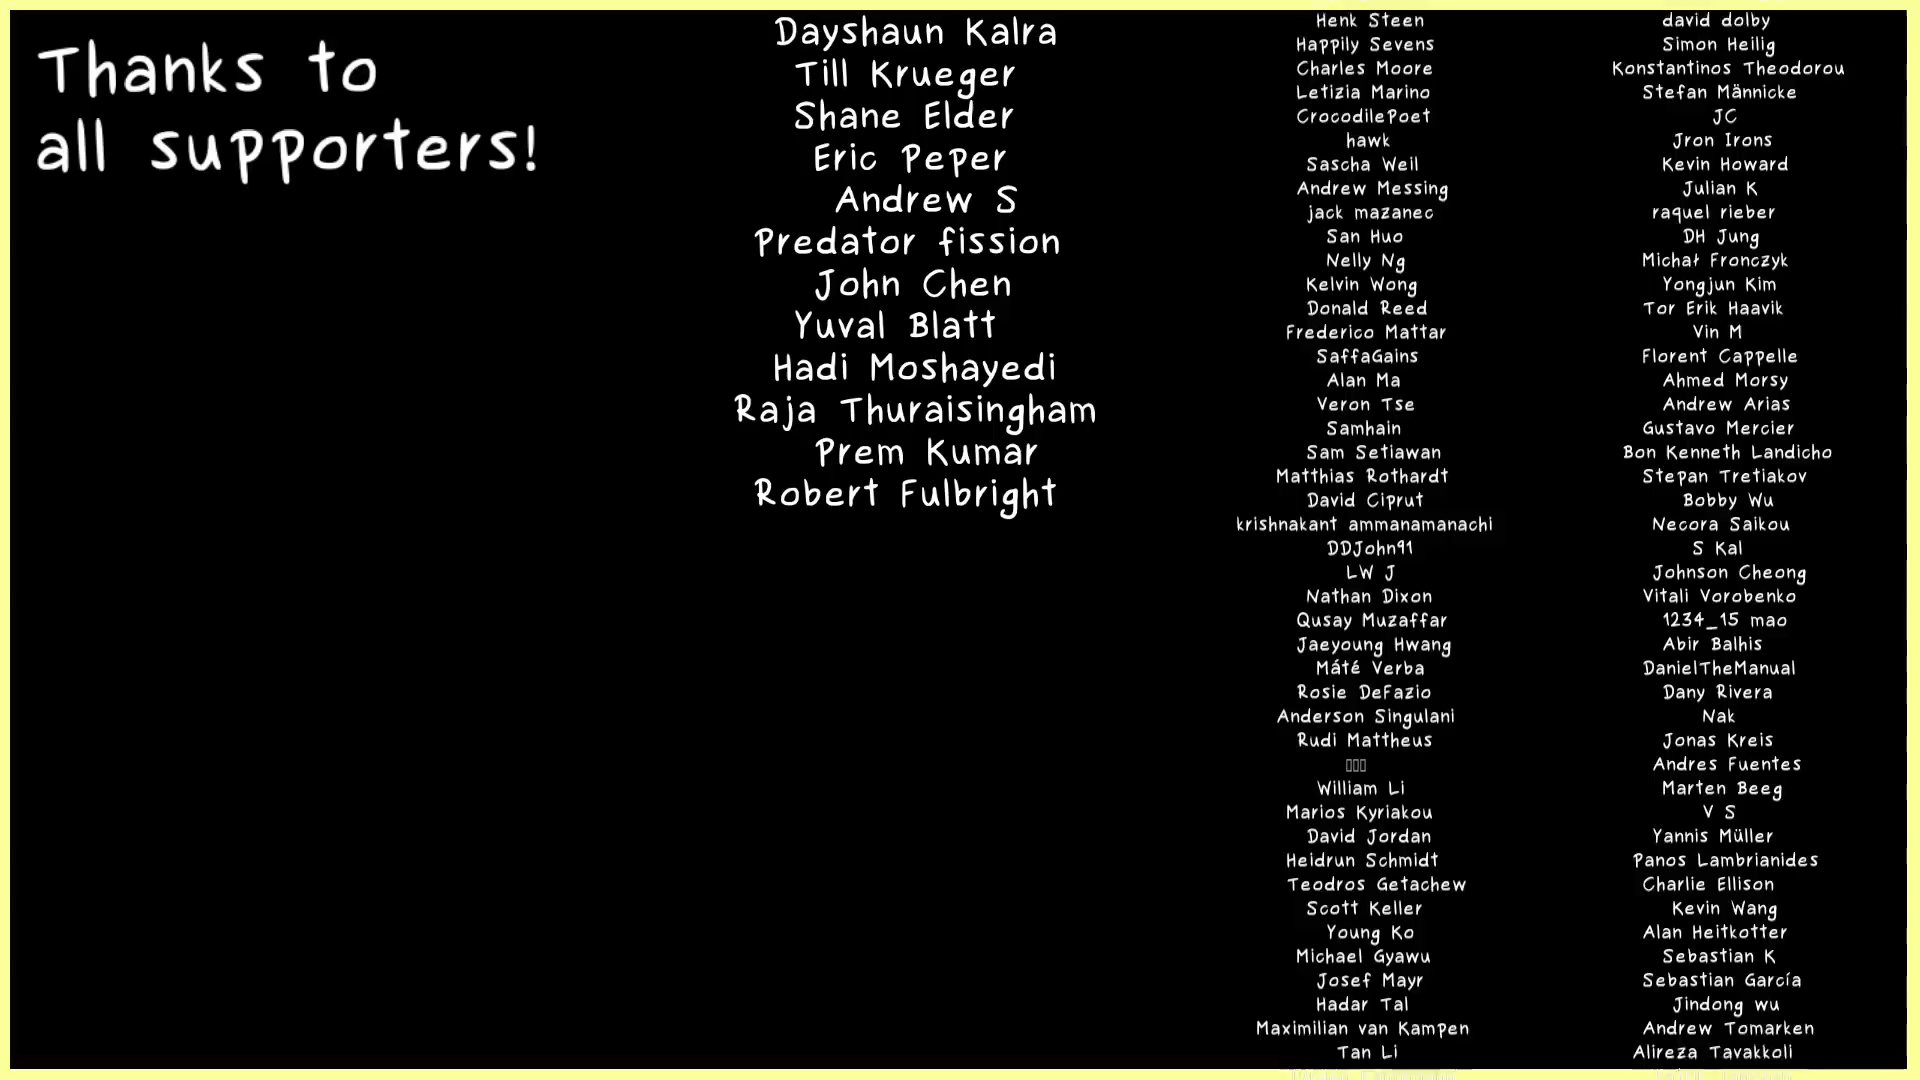 Thanks to
all supporters!
Dayshaun Kalra
Till Krueger
Shane Elder
Eric Peper
Andrew S
Predator fission
John Chen
Yuval Blatt
Hadi Moshayedi
Raja Thuraisingham
Prem Kumar
Robert Fulbright
Henk Steen
Happily Sevens
Charles Moore
Letizia Marino
CrocodilePoet
hawk
Sascha Weil
Andrew Messing
jack mazanec
San Huo
Nelly Ng
Kelvin Wong
Donald Reed
Frederico Mattar
SaffaGains
Alan Ma
Veron Tse
Samhain
Sam Setiawan
Matthias Rothardt
David Ciprut
krishnakant ammanamanachi
DDJohn91
LW J
Nathan Dixon
Qusay Muzaffar
Jaeyoung Hwang
Máté Verba
Rosie DeFazio
Anderson Singulani
Rudi Mattheus
William Li
Marios Kyriakou
David Jordan
Heidrun Schmidt
Teodros Getachew
Scott Keller
Young Ko
Michael Gyawu
Josef Mayr
Hadar Tal
Maximilian van Kampen
Tan Li
david dolby
Simon Heilig
Konstantinos Theodorou
Stefan Männicke
JC
Jron Irons
Kevin Howard
Julian K
raquel rieber
DH Jung
Michał Fronczyk
Yongjun Kim
Tor Erik Haavik
Vin M
Florent Cappelle
Ahmed Morsy
Andrew Arias
Gustavo Mercier
Bon Kenneth Landicho
Stepan Tretiakov
Bobby Wu
Necora Saikou
S Kal
Johnson Cheong
Vitali Vorobenko
1234_15 mao
Abir Balhis
DanielTheManual
Dany Rivera
Nak
Jonas Kreis
Andres Fuentes
Marten Beeg
V S
Yannis Müller
Panos Lambrianides
Charlie Ellison
Kevin Wang
Alan Heitkotter
Sebastian K
Sebastian García
Jindong wu
Andrew Tomarken
Alireza Tavakkoli